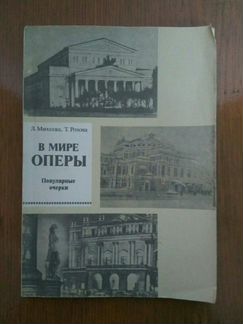 Л. Михеева, Т. Розова
В МИРЕ
ОПЕРЫ
Популярные
очерки